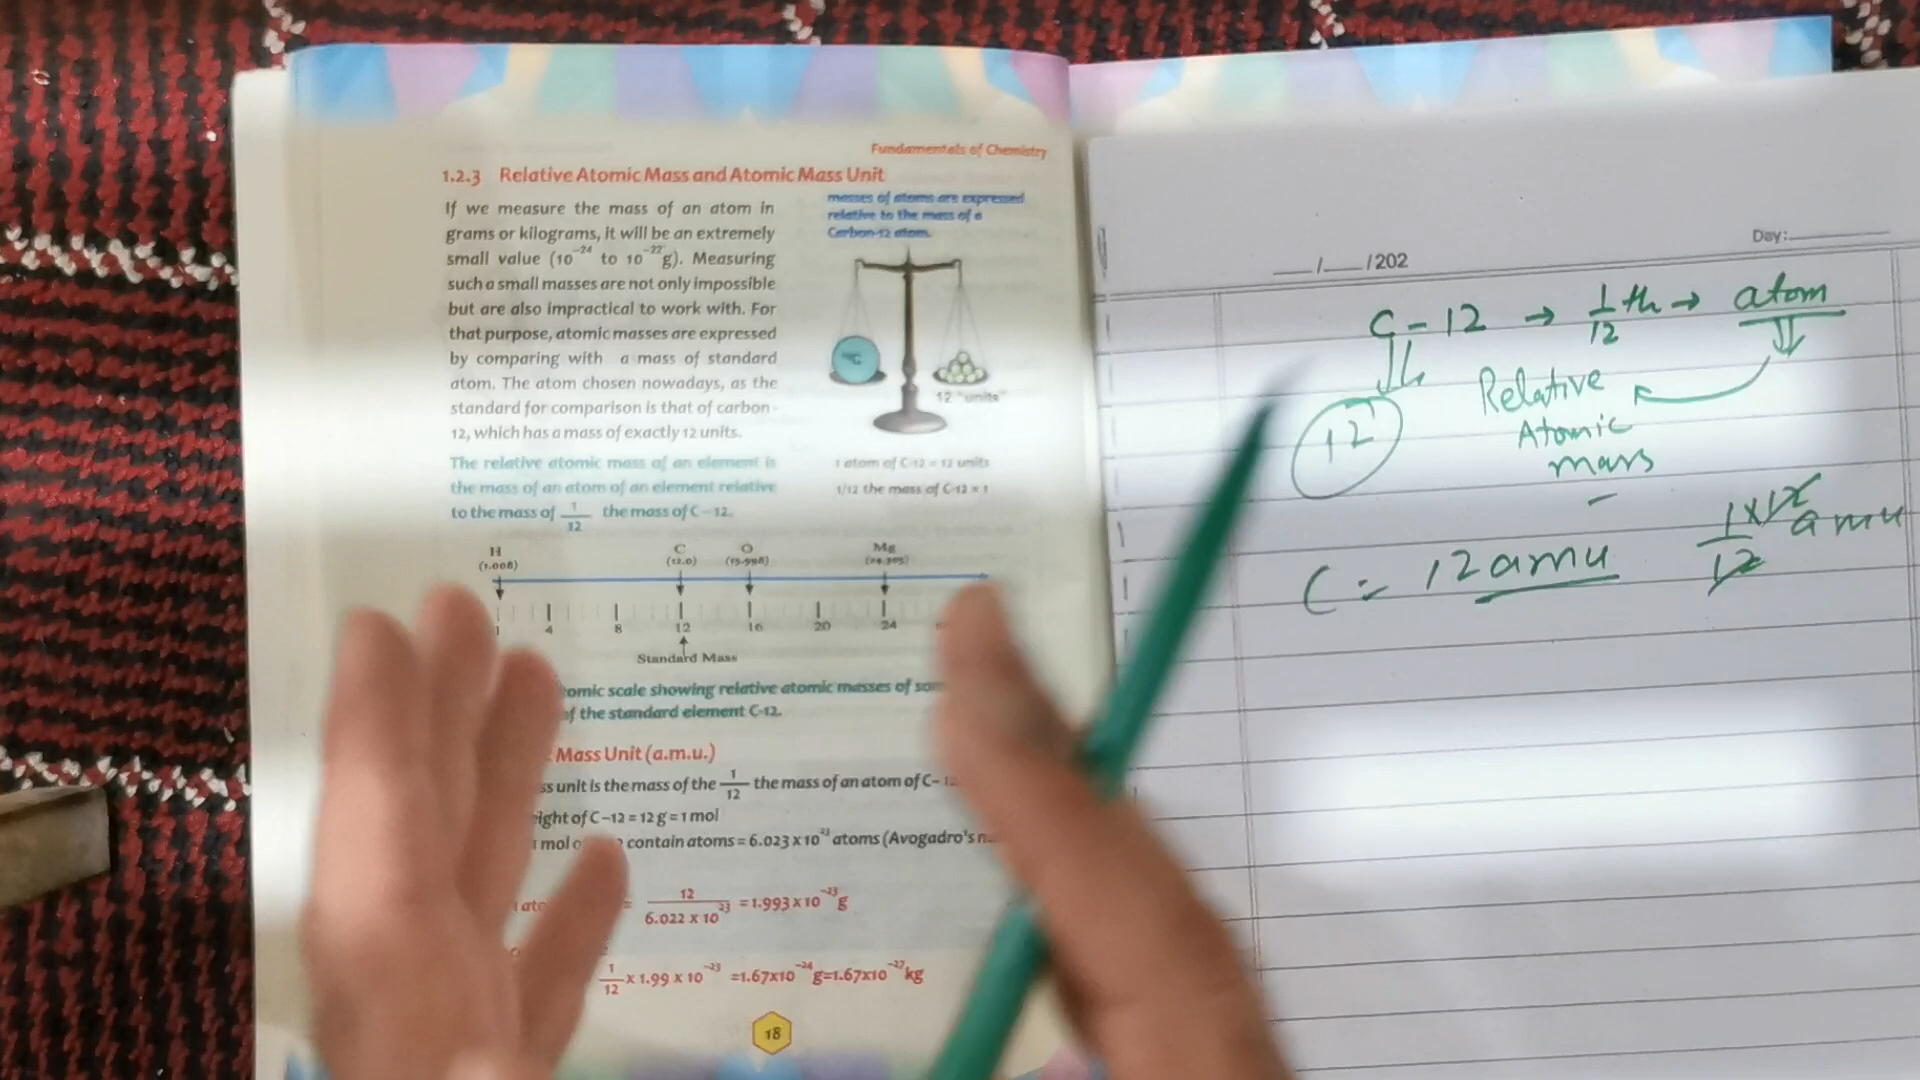 Fundamentals of Chemistry
1.2.3 Relative Atomic Mass and Atomic Mass Unit
If we measure the mass of an atom in
grams or kilograms, it will be an extremely
small value (10⁻²⁴ to 10⁻²²g). Measuring
such a small masses are not only impossible
but are also impractical to work with. For
that purpose, atomic masses are expressed
by comparing with a mass of standard
atom. The atom chosen nowadays, as the
standard for comparison is that of carbon-
12, which has a mass of exactly 12 units.
The relative atomic mass of an element is
the mass of an atom of an element relative
to the mass of 1/12 the mass of C-12.
masses of atoms are expressed
relative to the mass of a
Carbon-12 atom.
12 "units"
1 atom of C-12 = 12 units
1/12 the mass of C-12 × 1
H C O Mg
(1.008) (12.0) (15.998) (24.305)
1 4 8 12 16 20 24
Standard Mass
omic scale showing relative atomic masses of som
of the standard element C-12.
Mass Unit (a.m.u.)
ss unit is the mass of the 1/12 the mass of an atom of C-
eight of C-12 = 12 g = 1 mol
1 mol contain atoms = 6.023 x 10²³ atoms (Avogadro's n
ato = 12/6.022 x 10²³ = 1.993 x 10⁻²³ g
1/12 x 1.99 x 10⁻²³ =1.67x10⁻²⁴g=1.67x10⁻²⁷kg
18
Day:
__/__/202
C-12 → 1/12 th → atom
12
Relative
Atomic
mass
C = 12 amu
1x12/12 amu